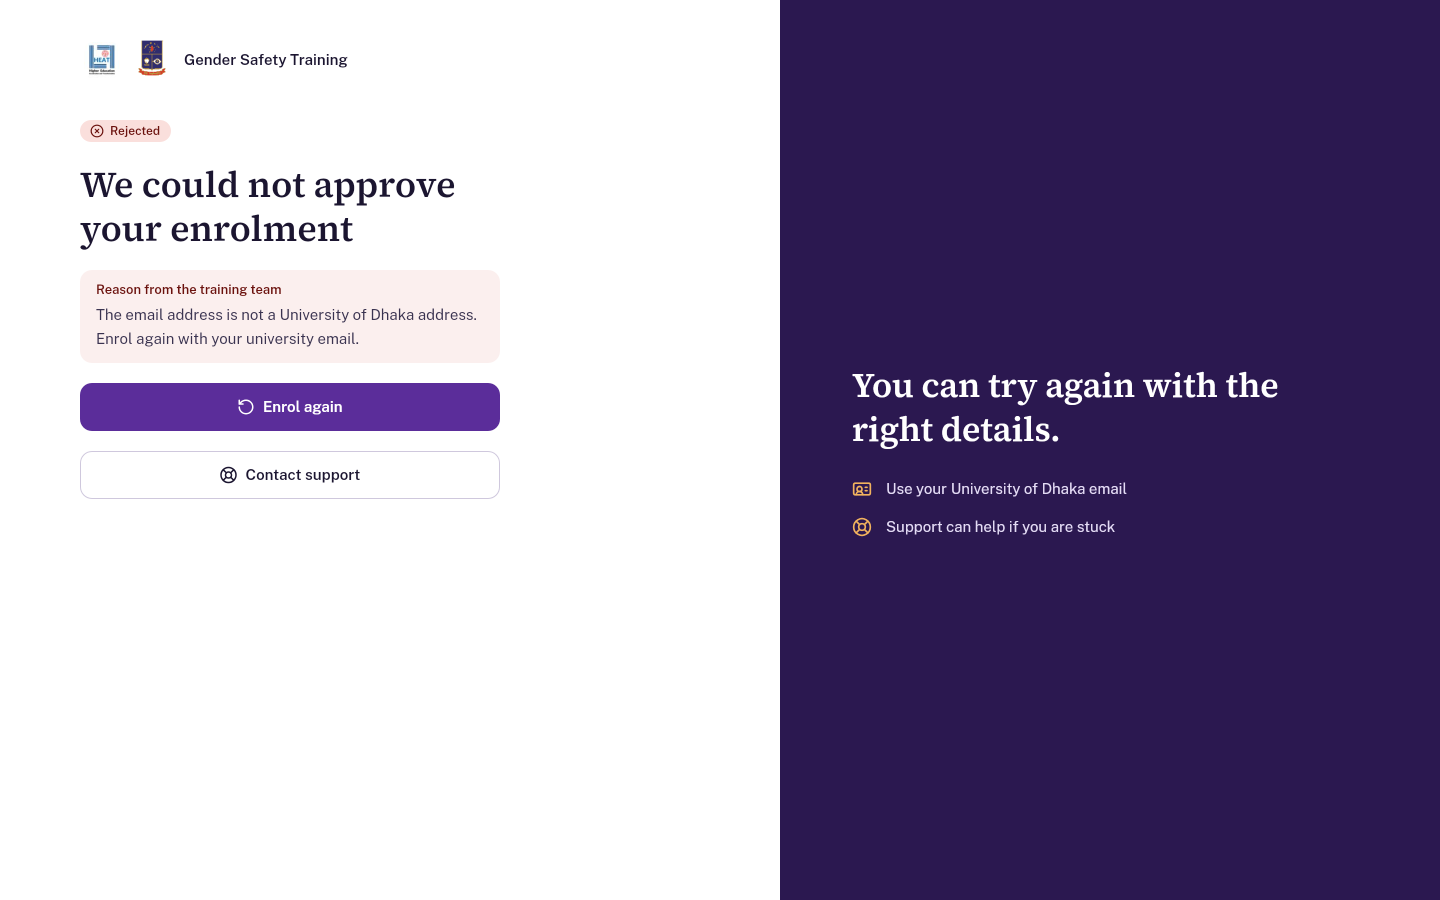 HEAT
Gender Safety Training
Rejected
We could not approve
your enrolment
Reason from the training team
The email address is not a University of Dhaka address.
Enrol again with your university email.
Enrol again
Contact support
You can try again with the
right details.
Use your University of Dhaka email
Support can help if you are stuck